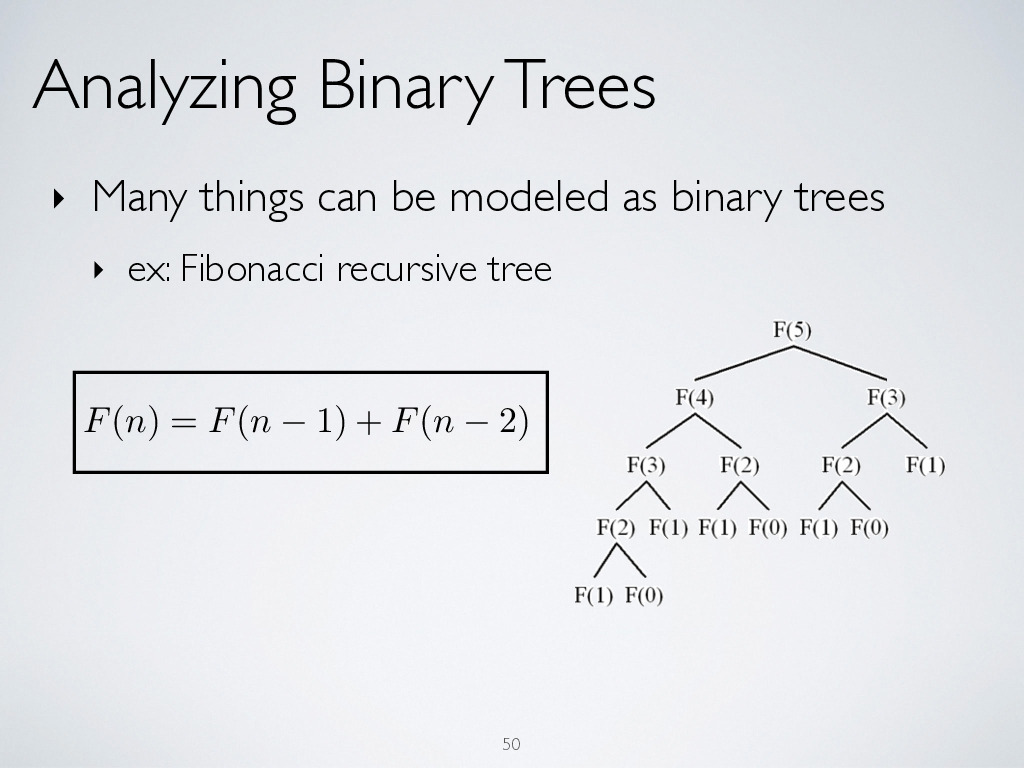 Analyzing Binary Trees
‣ Many things can be modeled as binary trees
‣ ex: Fibonacci recursive tree
F(n) = F(n − 1) + F(n − 2)
F(5)
F(4) F(3)
F(3) F(2) F(2) F(1)
F(2) F(1) F(1) F(0) F(1) F(0)
F(1) F(0)
50